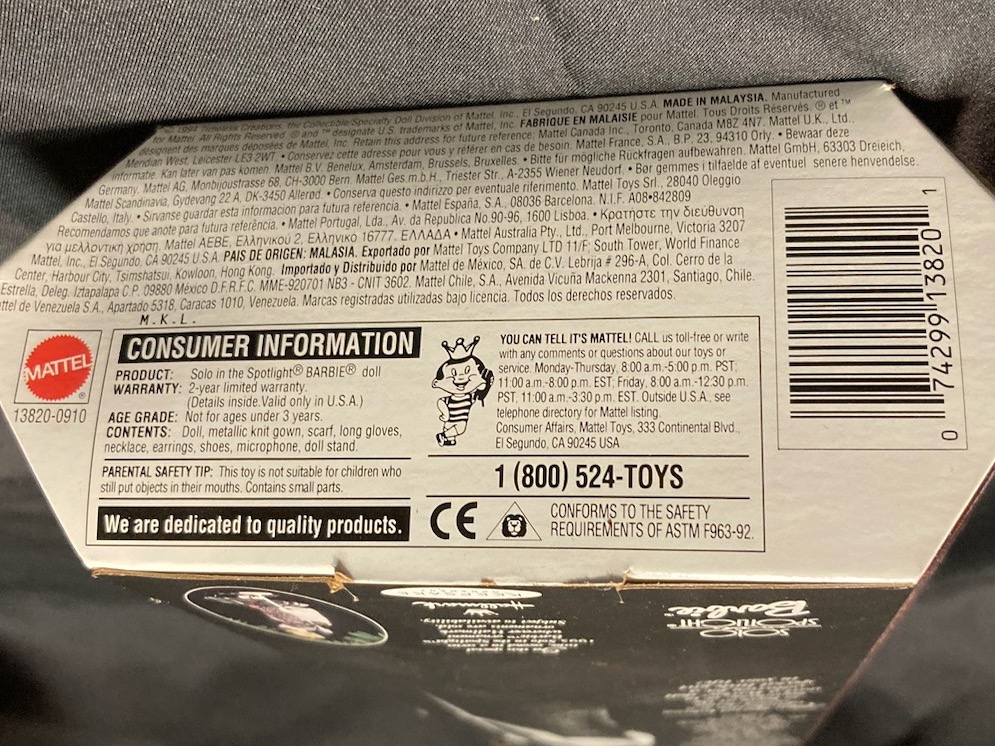 1994 Timeless Creations, the Collectible/Specialty Doll Division of Mattel, Inc., El Segundo, CA 90245 U.S.A. MADE IN MALAYSIA. Manufactured
for Mattel. All Rights Reserved ® and ™ designate U.S. trademarks of Mattel, Inc. FABRIQUÉ EN MALAISIE pour Mattel. Tous Droits Réservés. ® et ™
désignent des marques déposées de Mattel, Inc. Retain this address for future reference: Mattel Canada Inc., Toronto, Canada M8Z 4N7. Mattel U.K., Ltd.,
Meridian West, Leicester LE3 2WT. • Conservez cette adresse pour vous y référer en cas de besoin. Mattel France, S.A., B.P. 23, 94310 Orly. • Bewaar deze
informatie. Kan later van pas komen. Mattel B.V. Benelux, Amsterdam, Brussels, Bruxelles. • Bitte für mögliche Rückfragen aufbewahren. Mattel GmbH, 63303 Dreieich,
Germany. Mattel AG, Monbijoustrasse 68, CH-3000 Bern. Mattel Ges.m.b.H., Triester Str., A-2355 Wiener Neudorf. • Bør gemmes i tilfaelde af eventuel senere henvendelse.
Mattel Scandinavia, Gydevang 22 A, DK-3450 Allerød. • Conserva questo indirizzo per eventuale riferimento. Mattel Toys Srl., 28040 Oleggio
Castello, Italy. • Sirvanse guardar esta informacion para futura referencia. • Mattel España, S.A., 08036 Barcelona. N.I.F. A08•842809
Recomendamos que anote para futura referência. • Mattel Portugal, Lda., Av. da Republica No.90-96, 1600 Lisboa. • Κρατήστε την διεύθυνση
για μελλοντική χρήση. Mattel AEBE, Ελληνικού 2, Ελληνικό 16777. ΕΛΛΑΔΑ • Mattel Australia Pty., Ltd., Port Melbourne, Victoria 3207
Mattel, Inc., El Segundo, CA 90245 U.S.A. PAIS DE ORIGEN: MALASIA. Exportado por Mattel Toys Company LTD 11/F, South Tower, World Finance
Center, Harbour City, Tsimshatsui, Kowloon, Hong Kong. Importado y Distribuido por Mattel de México, SA. de C.V. Lebrija # 296-A, Col. Cerro de la
Estrella, Deleg. Iztapalapa C.P. 09880 México D.F.R.F.C. MME-920701 NB3 - CNIT 3602. Mattel Chile, S.A., Avenida Vicuña Mackenna 2301, Santiago, Chile.
ttel de Venezuela S.A., Apartado 5318, Caracas 1010, Venezuela. Marcas registradas utilizadas bajo licencia. Todos los derechos reservados.
M.K.L.
MATTEL
®
13820-0910
CONSUMER INFORMATION
PRODUCT: Solo in the Spotlight® BARBIE® doll
WARRANTY: 2-year limited warranty.
(Details inside.Valid only in U.S.A.)
AGE GRADE: Not for ages under 3 years.
CONTENTS: Doll, metallic knit gown, scarf, long gloves,
necklace, earrings, shoes, microphone, doll stand.
PARENTAL SAFETY TIP: This toy is not suitable for children who
still put objects in their mouths. Contains small parts.
We are dedicated to quality products.
YOU CAN TELL IT'S MATTEL! CALL us toll-free or write
with any comments or questions about our toys or
service. Monday-Thursday, 8:00 a.m.-5:00 p.m. PST,
11:00 a.m.-8:00 p.m. EST; Friday, 8:00 a.m.-12:30 p.m.
PST, 11:00 a.m.-3:30 p.m. EST. Outside U.S.A., see
telephone directory for Mattel listing.
Consumer Affairs, Mattel Toys, 333 Continental Blvd.,
El Segundo, CA 90245 USA
1 (800) 524-TOYS
CE
CONFORMS TO THE SAFETY
REQUIREMENTS OF ASTM F963-92.
0 74299 13820 1
SOLO
SPOTLIGHT
Barbie
Hallmark